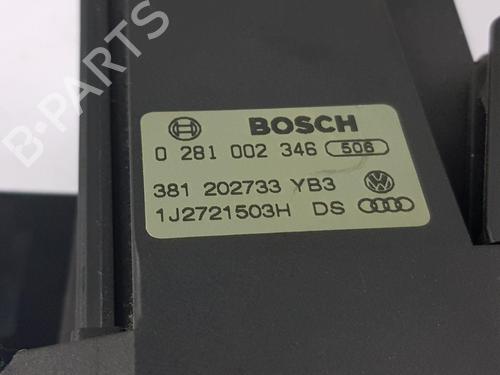 B-PARTS
BOSCH
0 281 002 346 506
381 202733 YB3
1J2721503H DS